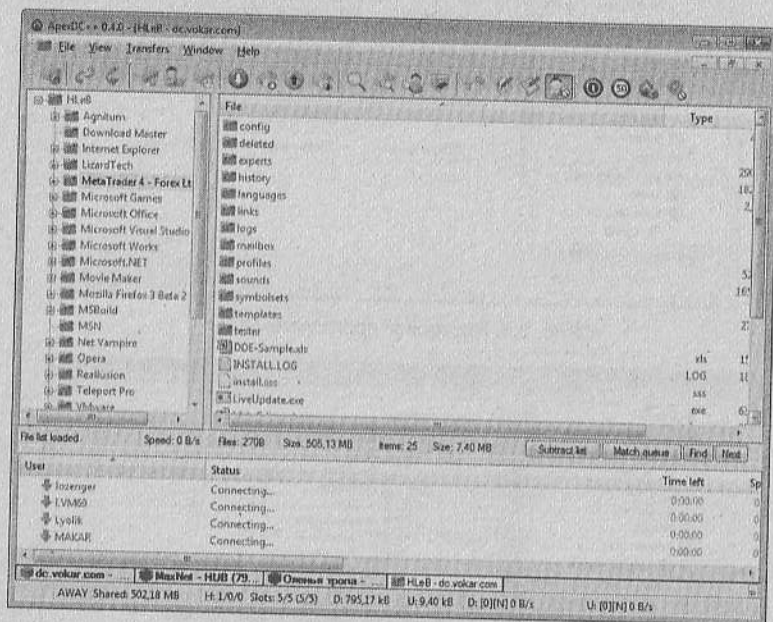 ApexDC++ 0.4.0 - [HLeB - dc.vokar.com]
File View Transfers Window Help
HLeB
Agnitum
Download Master
Internet Explorer
LizardTech
MetaTrader 4 - Forex Lt
Microsoft Games
Microsoft Office
Microsoft Visual Studio
Microsoft Works
Microsoft.NET
Movie Maker
Mozilla Firefox 3 Beta 2
MSBuild
MSN
Net Vampire
Opera
Reallusion
Teleport Pro
VMware
File Type
config
deleted
experts
history
languages
links
logs
mailbox
profiles
sounds
symbolsets
templates
tester
DDE-Sample.xls xls
INSTALL.LOG LOG
install.sss sss
LiveUpdate.exe exe
File list loaded. Speed: 0 B/s Files: 2708 Size: 505,13 MB Items: 25 Size: 7,40 MB Subtract list Match queue Find Next
User Status Time left Sp
lozenger Connecting... 0:00:00 0
LVM69 Connecting... 0:00:00 0
Lyolik Connecting... 0:00:00 0
MAKAR Connecting... 0:00:00 0
dc.vokar.com - ... MaxNet - HUB (79... Оленья тропа - ... HLeB - dc.vokar.com
AWAY Shared: 502,18 MB H: 1/0/0 Slots: 5/5 (5/5) D: 795,17 kB U: 9,40 kB D: [0][N] 0 B/s U: [0][N] 0 B/s